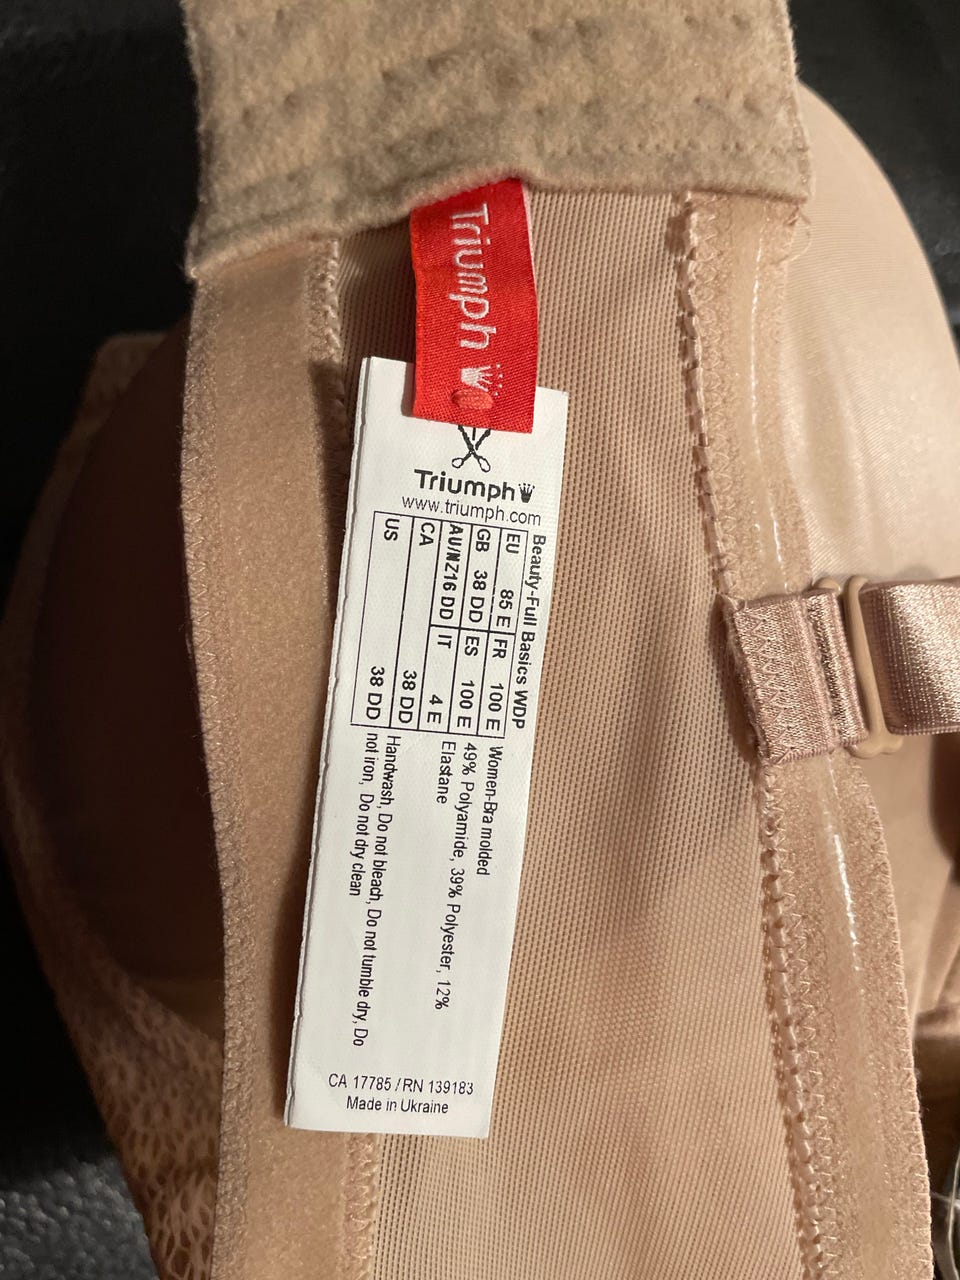 Triumph
Triumph
www.triumph.com
Beauty-Full Basics WDP
EU 85 E FR 100 E
GB 38 DD ES 100 E
AU/NZ16 DD IT 4 E
CA 38 DD
US 38 DD
Women-Bra molded
49% Polyamide, 39% Polyester, 12%
Elastane
Handwash, Do not bleach, Do not tumble dry, Do
not iron, Do not dry clean
CA 17785 / RN 139183
Made in Ukraine